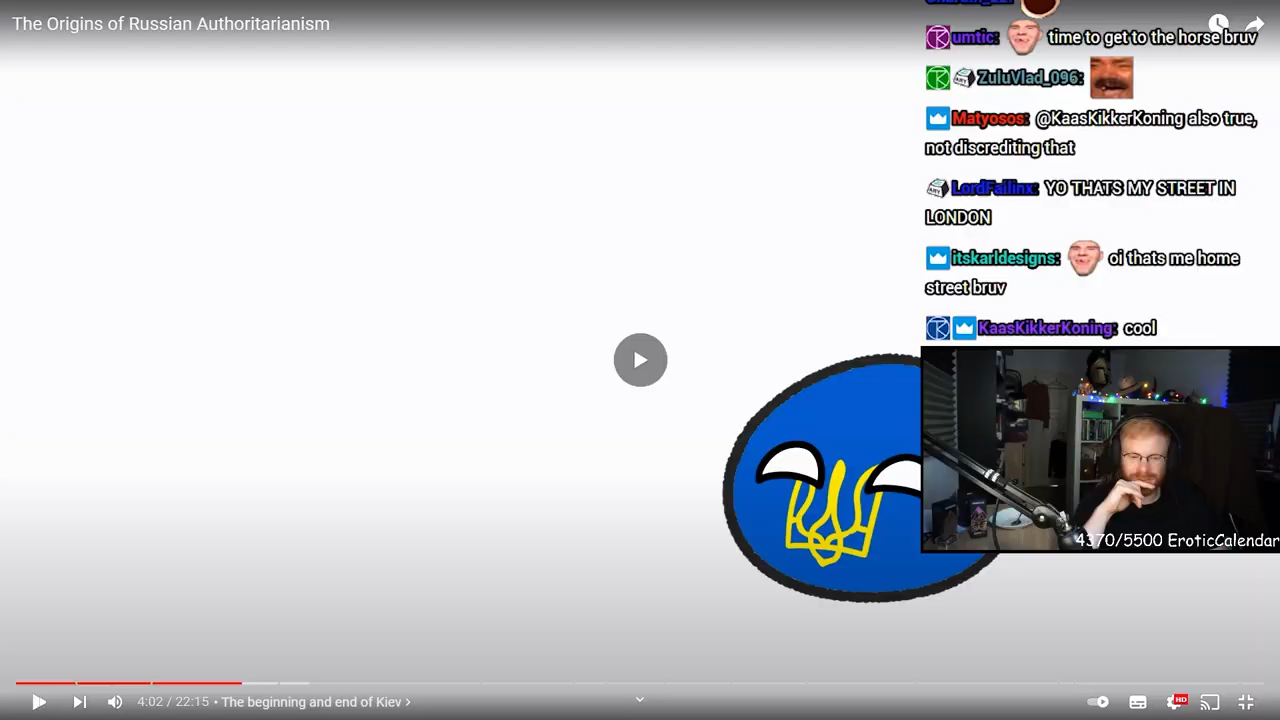 The Origins of Russian Authoritarianism
umtic: time to get to the horse bruv
ZuluVlad_096:
Matyosos: @KaasKikkerKoning also true,
not discrediting that
LordFailinx: YO THATS MY STREET IN
LONDON
itskarldesigns: oi thats me home
street bruv
KaasKikkerKoning: cool
4370/5500 EroticCalendar
4:02 / 22:15 • The beginning and end of Kiev
HD